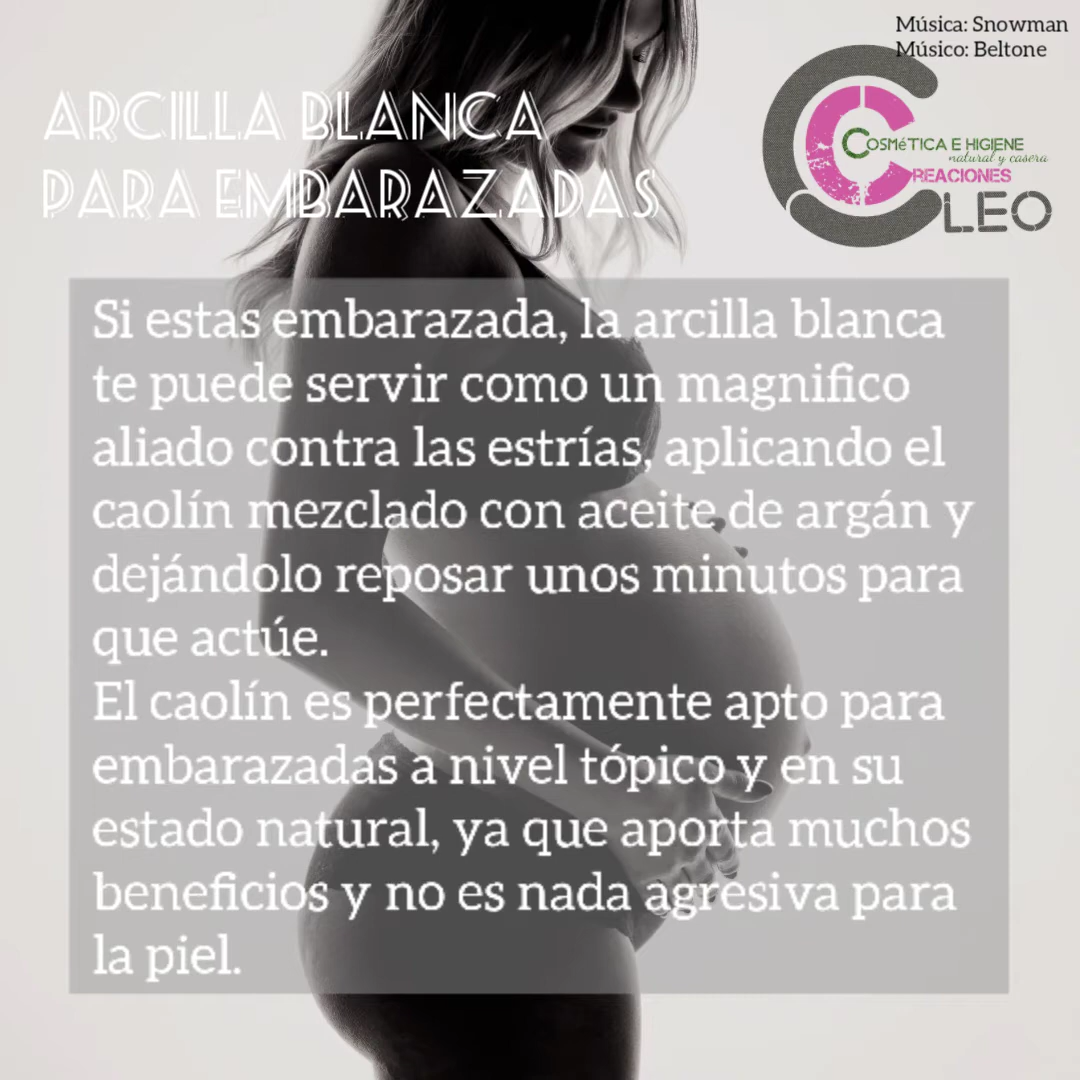 Música: Snowman
Músico: Beltone
ARCILLA BLANCA
PARA EMBARAZADAS
COSMéTICA E HIGIENE
natural y casera
CREACIONES
CLEO
Si estas embarazada, la arcilla blanca
te puede servir como un magnifico
aliado contra las estrías, aplicando el
caolín mezclado con aceite de argán y
dejándolo reposar unos minutos para
que actúe.
El caolín es perfectamente apto para
embarazadas a nivel tópico y en su
estado natural, ya que aporta muchos
beneficios y no es nada agresiva para
la piel.